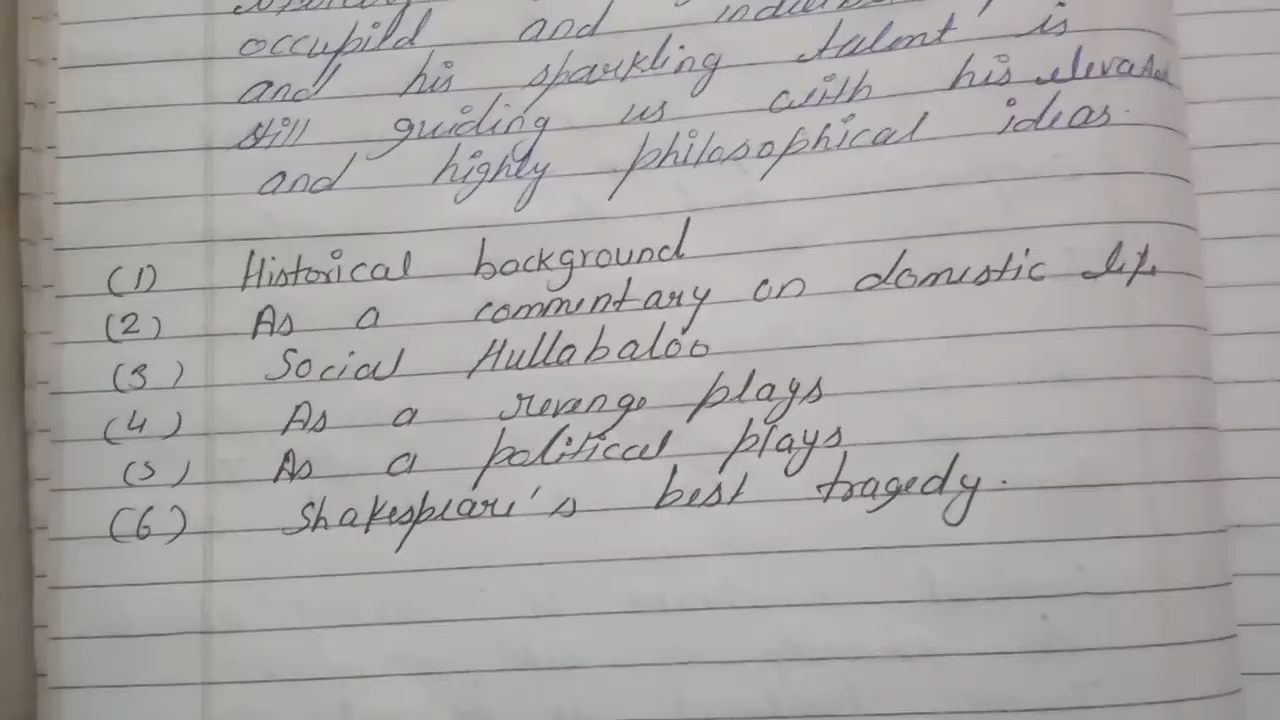 occupild and
and his sparkling talent is
still guiding us with his elevated
and highly philosophical ideas.
(1) Historical background
(2) As a commentary on domestic life
(3) Social Hullabaloo
(4) As a revenge plays
(5) As a political plays
(6) Shakespeare's best tragedy.